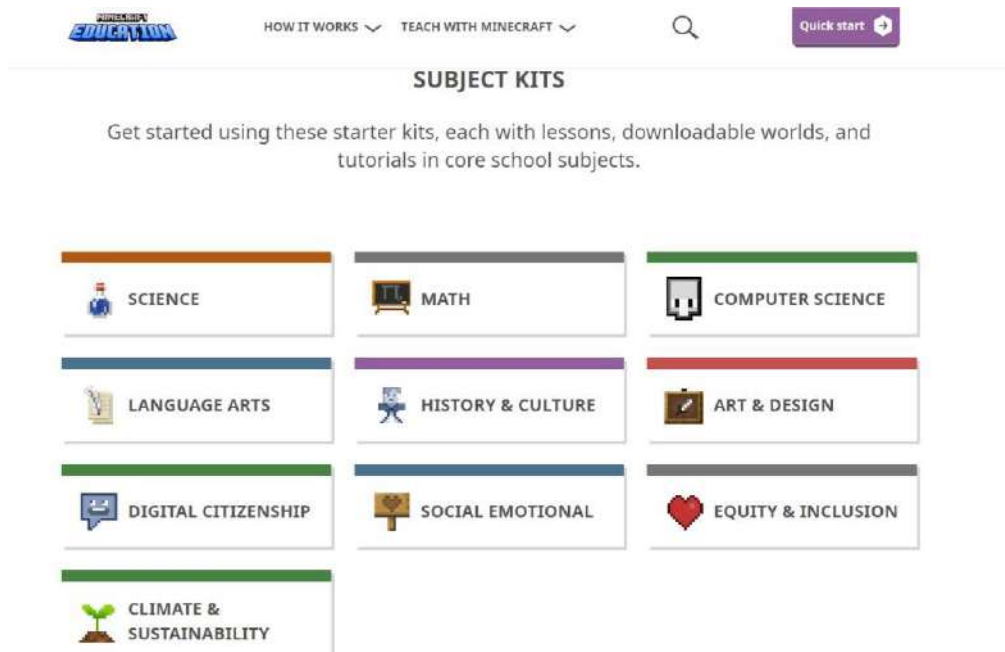 MINECRAFT
EDUCATION
HOW IT WORKS
TEACH WITH MINECRAFT
Quick start
SUBJECT KITS
Get started using these starter kits, each with lessons, downloadable worlds, and
tutorials in core school subjects.
SCIENCE
MATH
COMPUTER SCIENCE
LANGUAGE ARTS
HISTORY & CULTURE
ART & DESIGN
DIGITAL CITIZENSHIP
SOCIAL EMOTIONAL
EQUITY & INCLUSION
CLIMATE &
SUSTAINABILITY